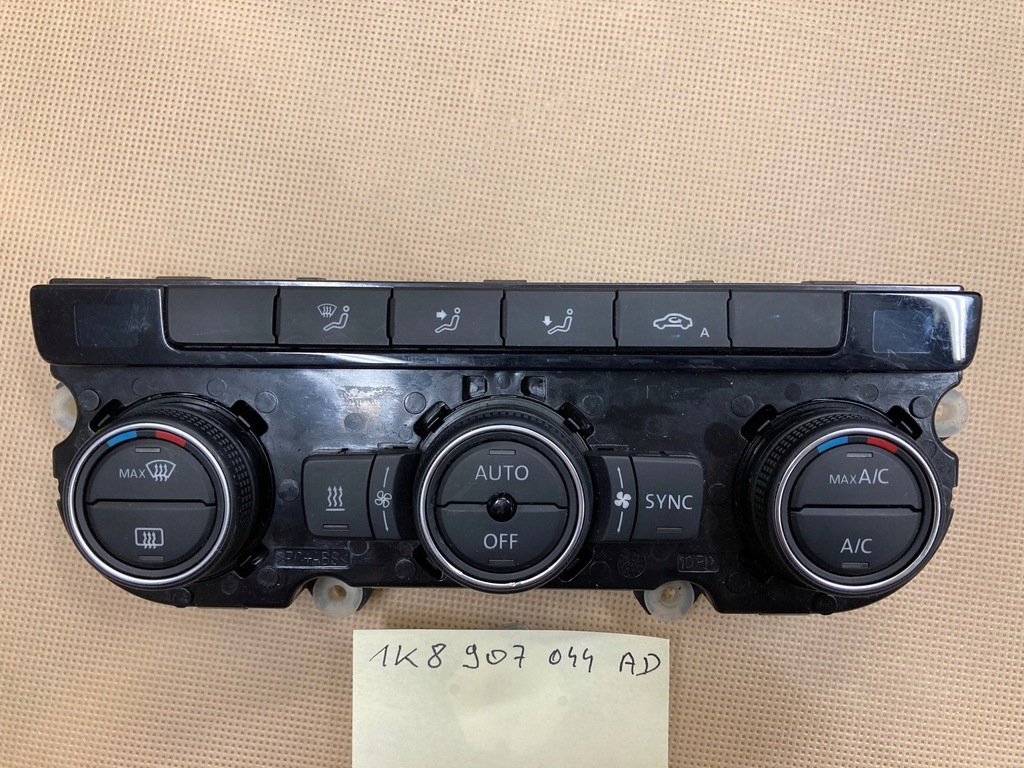 A
MAX
AUTO
OFF
SYNC
MAX A/C
A/C
1K8 907 044 AD